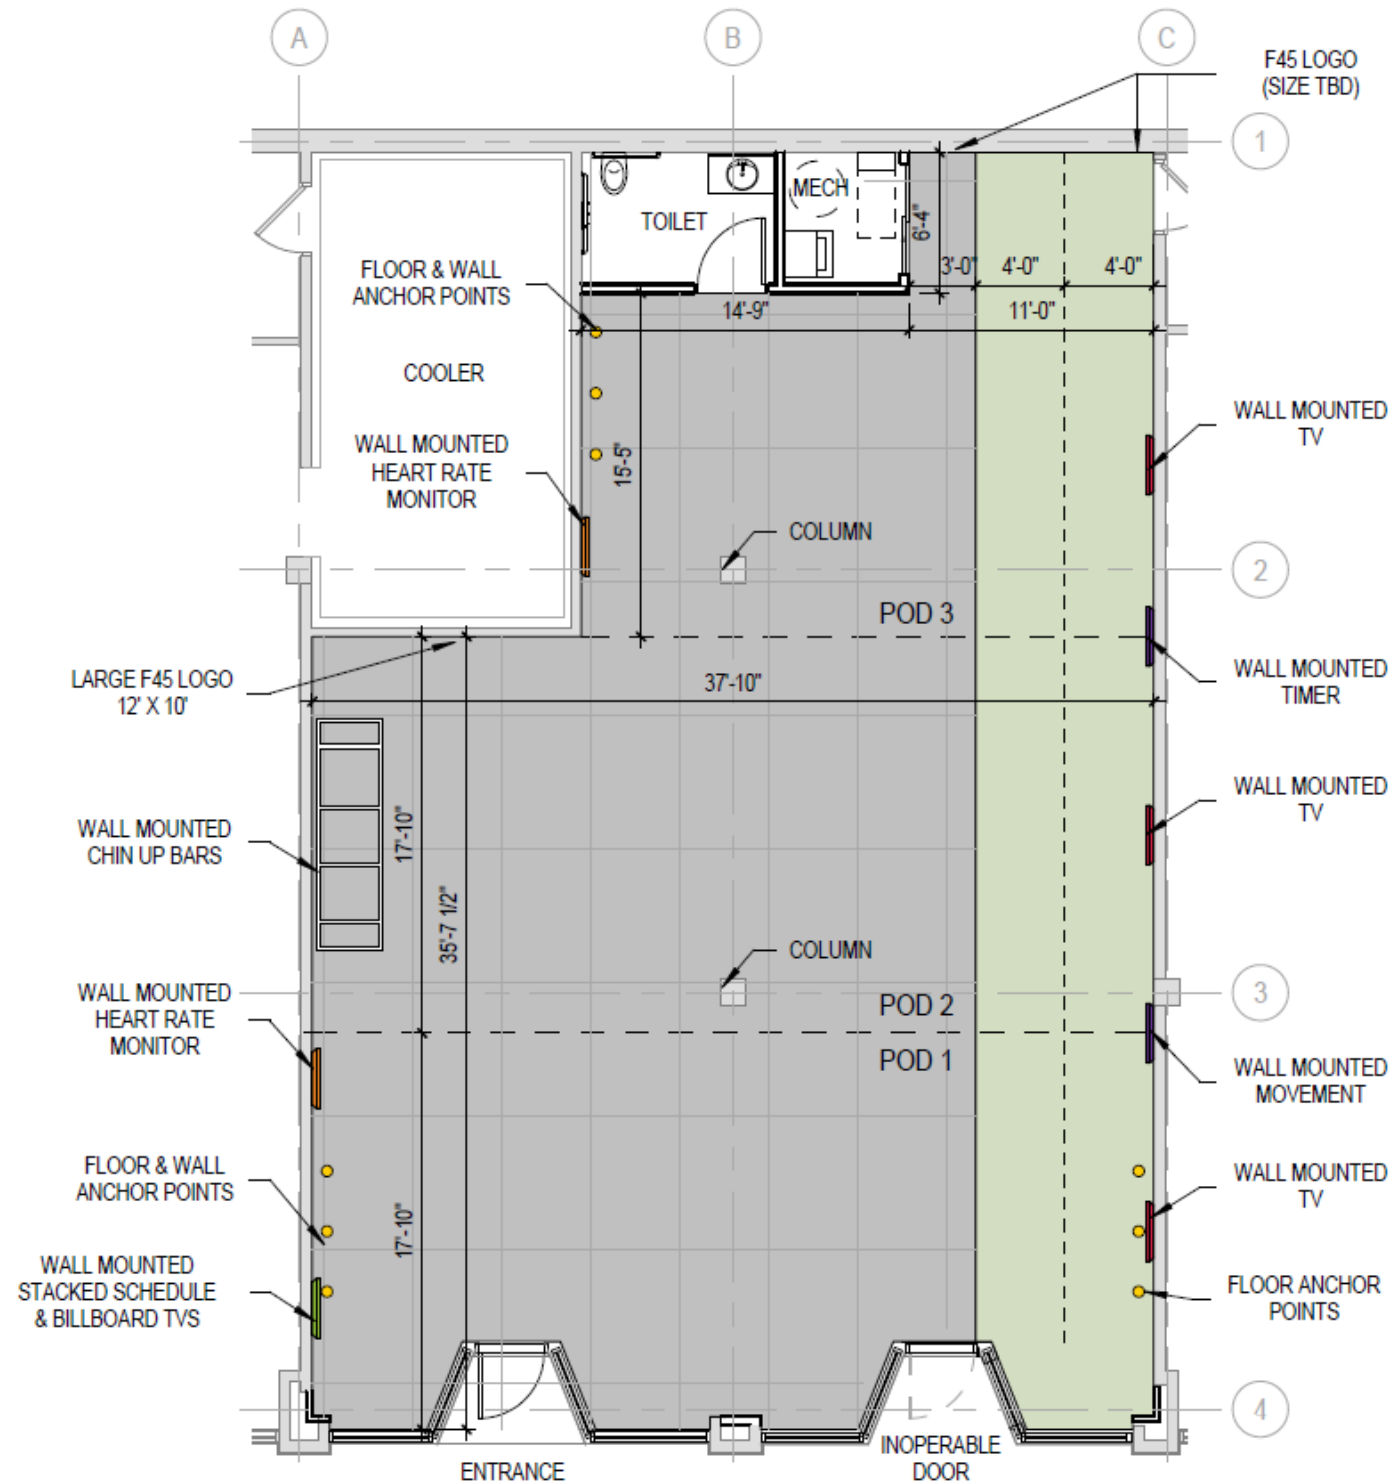 A
B
C
F45 LOGO
(SIZE TBD)
1
MECH
TOILET
6'-4"
FLOOR & WALL
ANCHOR POINTS
3'-0"
4'-0"
4'-0"
14'-9"
11'-0"
COOLER
WALL MOUNTED
TV
WALL MOUNTED
HEART RATE
MONITOR
15'-5"
COLUMN
2
POD 3
LARGE F45 LOGO
12' X 10'
37'-10"
WALL MOUNTED
TIMER
WALL MOUNTED
TV
WALL MOUNTED
CHIN UP BARS
17'-10"
35'-7 1/2"
COLUMN
WALL MOUNTED
HEART RATE
MONITOR
3
POD 2
POD 1
WALL MOUNTED
MOVEMENT
FLOOR & WALL
ANCHOR POINTS
WALL MOUNTED
TV
17'-10"
WALL MOUNTED
STACKED SCHEDULE
& BILLBOARD TVS
FLOOR ANCHOR
POINTS
4
ENTRANCE
INOPERABLE
DOOR